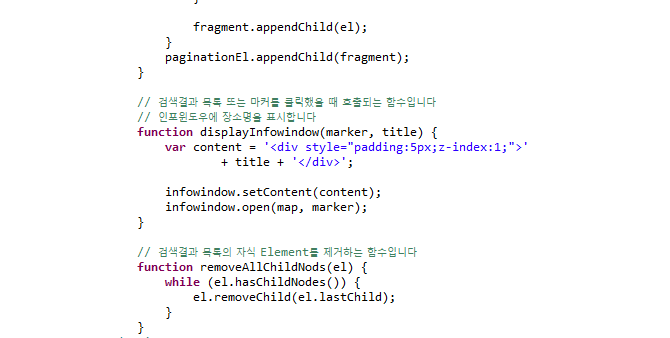 }
fragment.appendChild(el);
}
paginationEl.appendChild(fragment);
}
// 검색결과 목록 또는 마커를 클릭했을 때 호출되는 함수입니다
// 인포윈도우에 장소명을 표시합니다
function displayInfowindow(marker, title) {
var content = '<div style="padding:5px;z-index:1;">'
+ title + '</div>';
infowindow.setContent(content);
infowindow.open(map, marker);
}
// 검색결과 목록의 자식 Element를 제거하는 함수입니다
function removeAllChildNods(el) {
while (el.hasChildNodes()) {
el.removeChild(el.lastChild);
}
}